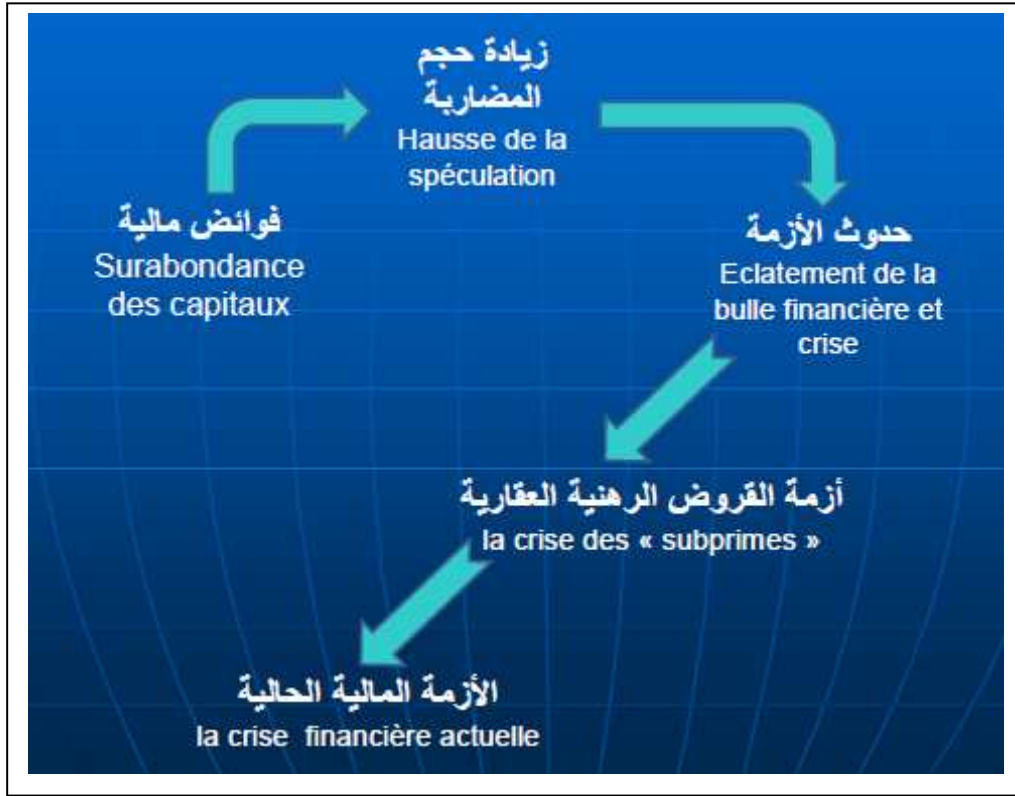 زيادة حجم
المضاربة
Hausse de la
spéculation
فوائض مالية
Surabondance
des capitaux
حدوث الأزمة
Eclatement de la
bulle financière et
crise
أزمة القروض الرهنية العقارية
la crise des « subprimes »
الأزمة المالية الحالية
la crise financière actuelle